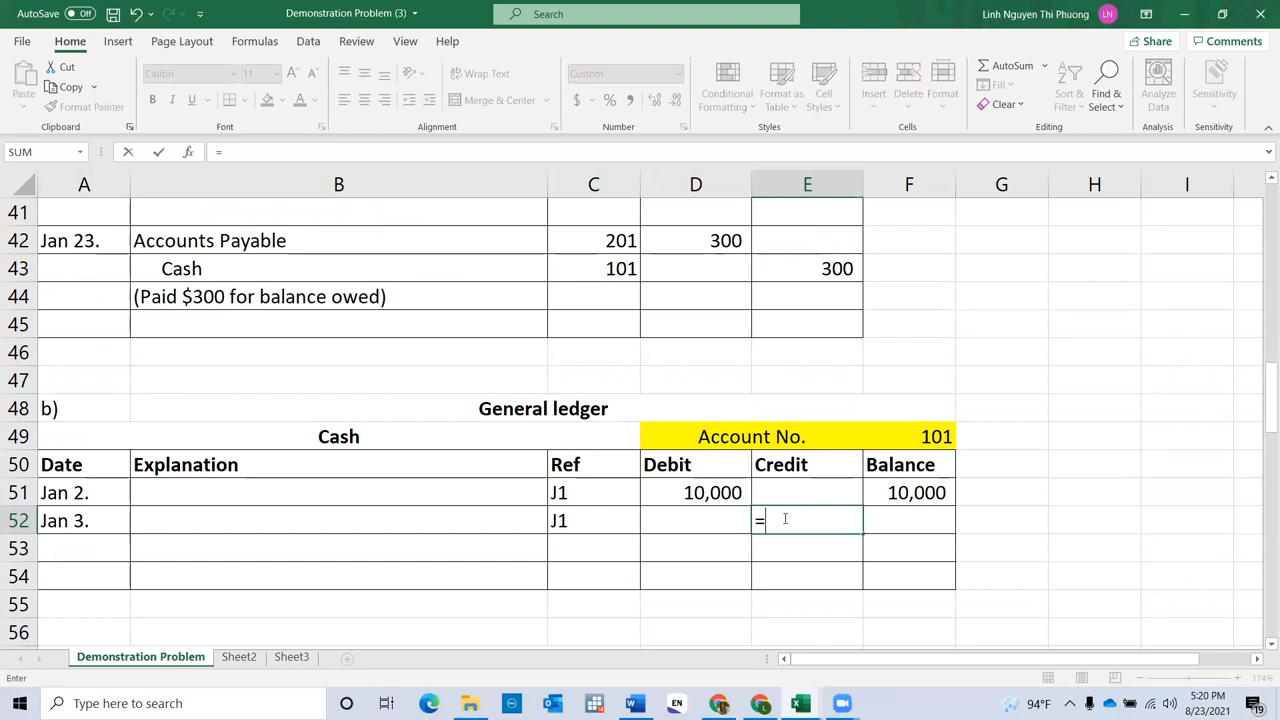 AutoSave Off Demonstration Problem (3) Search Linh Nguyen Thi Phuong LN
File Home Insert Page Layout Formulas Data Review View Help Share Comments
Paste Cut Copy Format Painter Clipboard
Calibri 11 B I U A Font
Wrap Text Merge & Center Alignment
Custom $ % Number
Conditional Formatting Format as Table Cell Styles Styles
Insert Delete Format Cells
AutoSum Fill Clear Sort & Filter Find & Select Editing
Analyze Data Analysis
Sensitivity Sensitivity
SUM fx =
A B C D E F G H I
41
42 Jan 23. Accounts Payable 201 300
43 Cash 101 300
44 (Paid $300 for balance owed)
45
46
47
48 b) General ledger
49 Cash Account No. 101
50 Date Explanation Ref Debit Credit Balance
51 Jan 2. J1 10,000 10,000
52 Jan 3. J1 =
53
54
55
56
Demonstration Problem Sheet2 Sheet3
Enter 174%
Type here to search EN 94°F 5:20 PM
8/23/2021 19